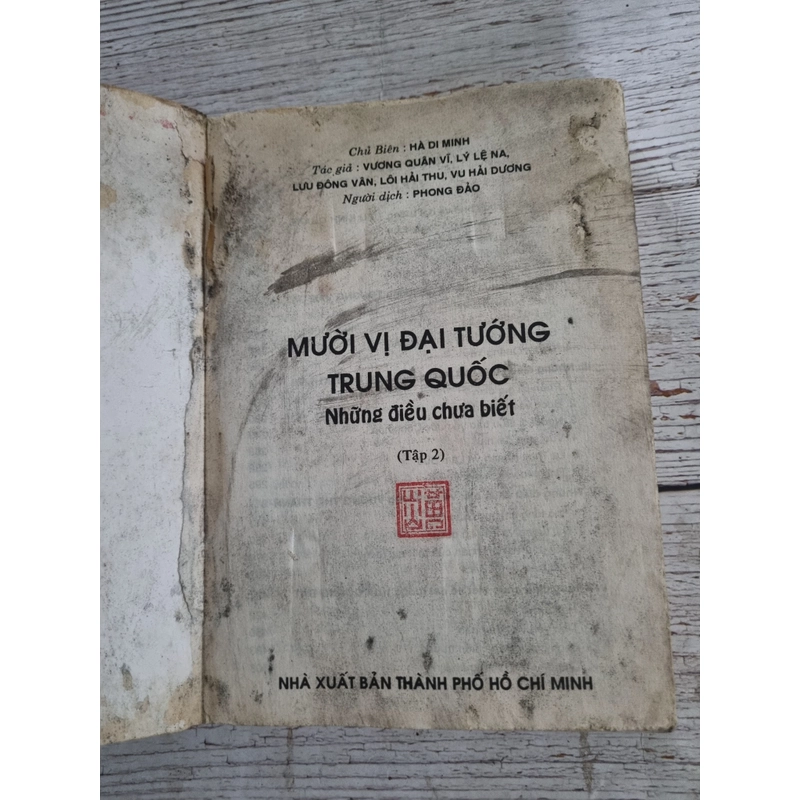 Chủ Biên : HÀ DI MINH
Tác giả : VƯƠNG QUÂN VĨ, LÝ LỆ NA,
LƯU ĐÔNG VÂN, LÔI HẢI THU, VU HẢI DƯƠNG
Người dịch : PHONG ĐẢO
MƯỜI VỊ ĐẠI TƯỚNG
TRUNG QUỐC
Những điều chưa biết
(Tập 2)
NHÀ XUẤT BẢN THÀNH PHỐ HỒ CHÍ MINH